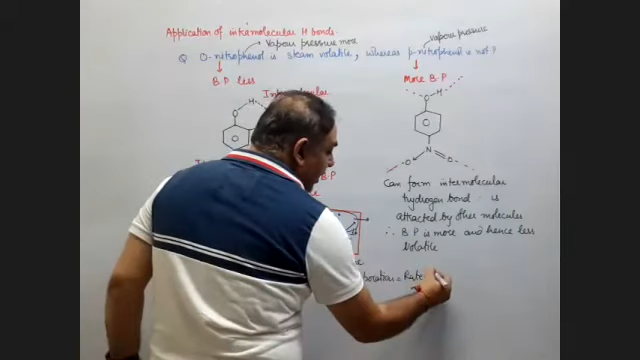 Application of intramolecular H bonds.
Vapour pressure more
vapour pressure
Q O-nitrophenol is steam volatile, whereas p-nitrophenol is not?
B.P less
More B.P
H
O
H
O
N
O
O
B.P
Can form intermolecular
hydrogen bond is
attracted by other molecules
∴ B.P is more and hence less
Volatile
= Rate